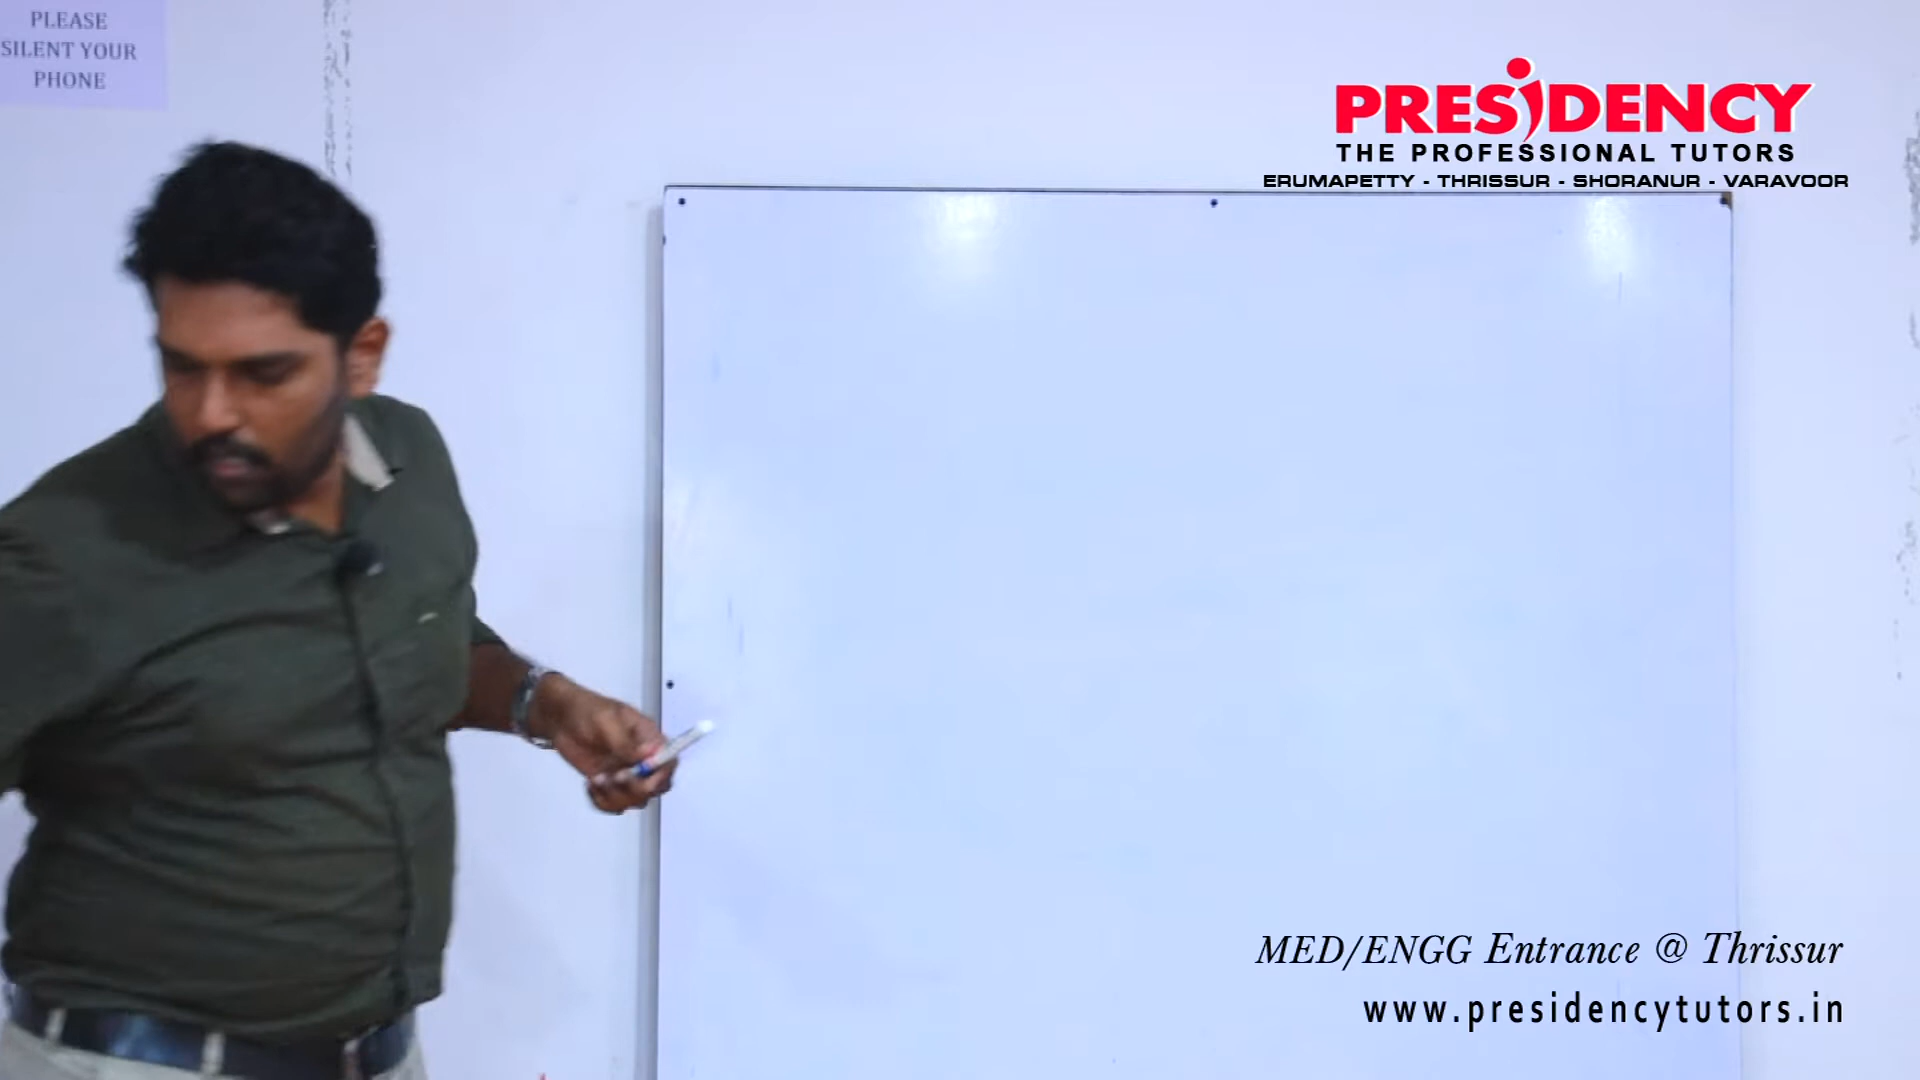 PLEASE
SILENT YOUR
PHONE
PRESIDENCY
THE PROFESSIONAL TUTORS
ERUMAPETTY - THRISSUR - SHORANUR - VARAVOOR
MED/ENGG Entrance @ Thrissur
www.presidencytutors.in